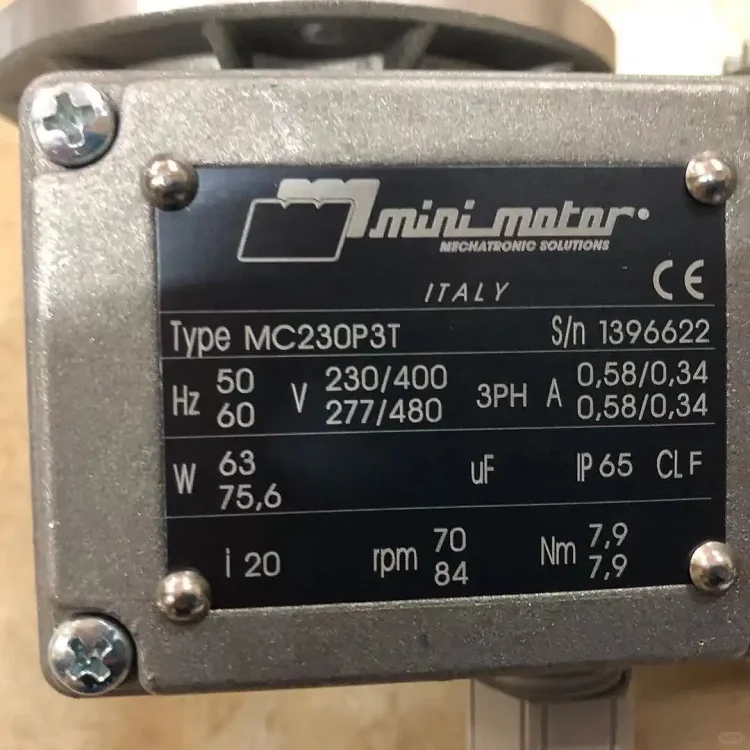 mini motor
MECHATRONIC SOLUTIONS
ITALY CE
Type MC230P3T S/n 1396622
Hz 50 V 230/400 3PH A 0,58/0,34
60 277/480 0,58/0,34
W 63 uF IP65 CL F
75,6
i 20 rpm 70 Nm 7,9
84 7,9